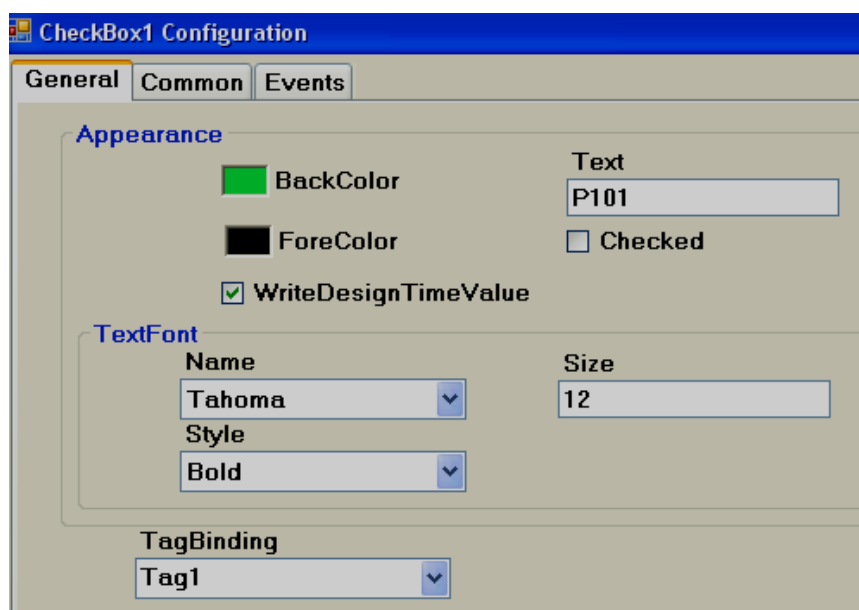 CheckBox1 Configuration
General Common Events
Appearance
BackColor
Text
P101
ForeColor
Checked
WriteDesignTimeValue
TextFont
Name
Size
Tahoma
12
Style
Bold
TagBinding
Tag1